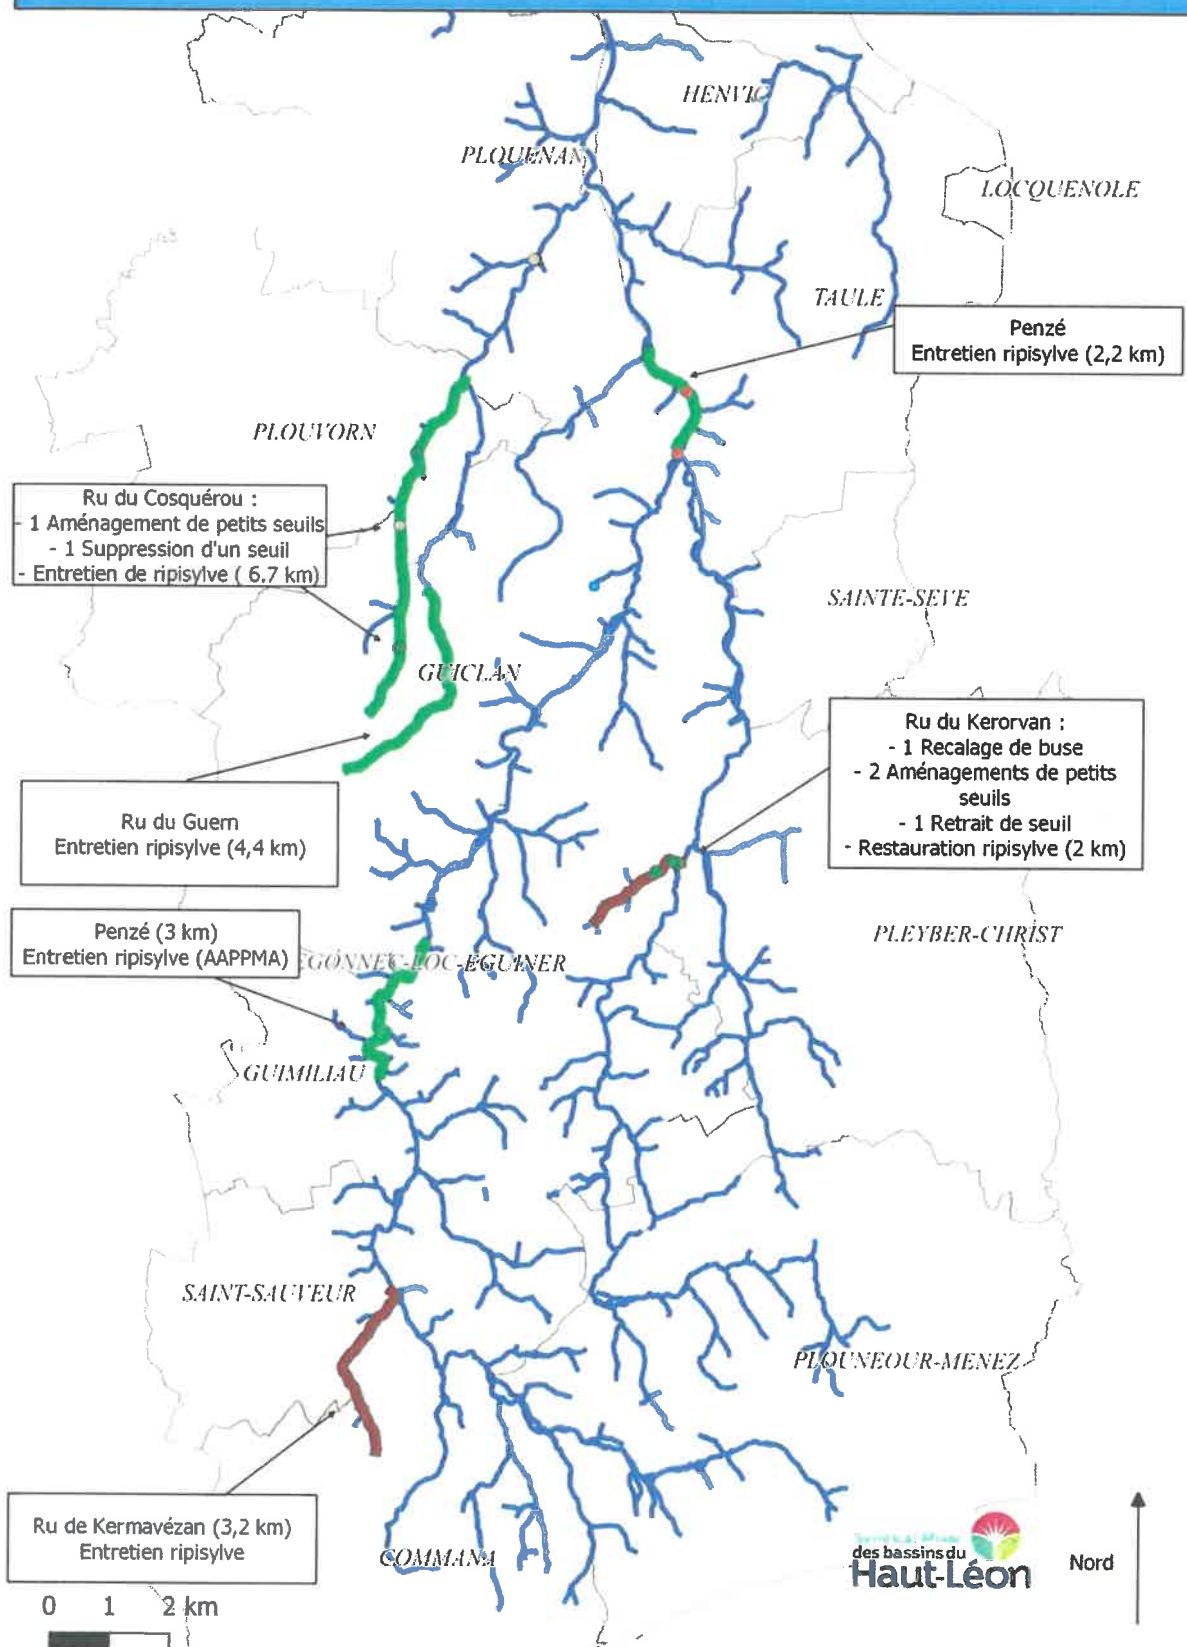 HENVIC
PLOUENAN
LOCQUENOLE
TAULE
Penzé
Entretien ripisylve (2,2 km)
PLOUVORN
Ru du Cosquérou :
- 1 Aménagement de petits seuils
- 1 Suppression d'un seuil
- Entretien de ripisylve ( 6.7 km)
SAINTE-SEVE
GUICLAN
Ru du Kerorvan :
- 1 Recalage de buse
- 2 Aménagements de petits
seuils
- 1 Retrait de seuil
- Restauration ripisylve (2 km)
Ru du Guern
Entretien ripisylve (4,4 km)
Penzé (3 km)
Entretien ripisylve (AAPPMA)
EGONNEC-LOC-EGUINER
PLEYBER-CHRIST
GUIMILIAU
SAINT-SAUVEUR
PLOUNEOUR-MENEZ
Ru de Kermavézan (3,2 km)
Entretien ripisylve
COMMANA
des bassins du
Haut-Léon
Nord
0 1 2 km